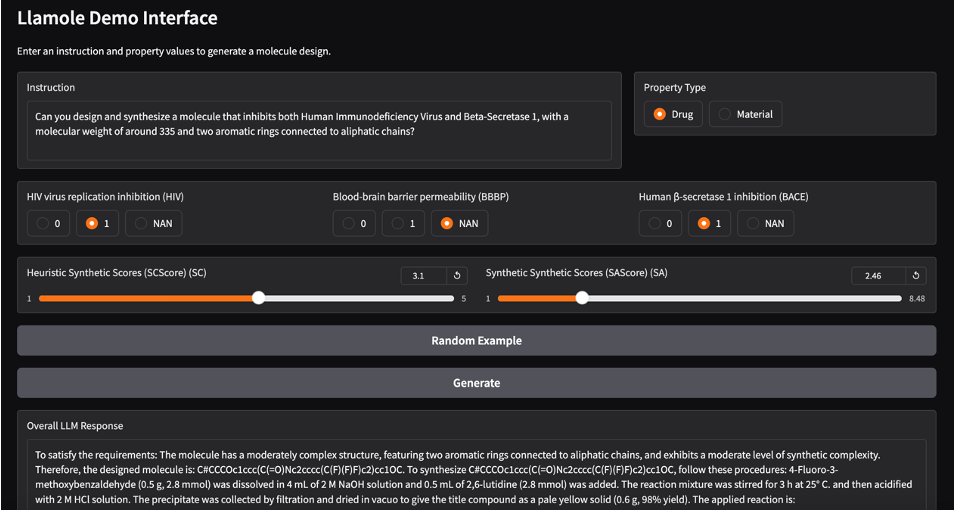 Llamole Demo Interface
Enter an instruction and property values to generate a molecule design.
Instruction
Property Type
Can you design and synthesize a molecule that inhibits both Human Immunodeficiency Virus and Beta-Secretase 1, with a
molecular weight of around 335 and two aromatic rings connected to aliphatic chains?
Drug
Material
HIV virus replication inhibition (HIV)
Blood-brain barrier permeability (BBBP)
Human β-secretase 1 inhibition (BACE)
0 1 NAN
0 1 NAN
0 1 NAN
Heuristic Synthetic Scores (SCScore) (SC)
3.1
Synthetic Synthetic Scores (SAScore) (SA)
2.46
1 5
1 8.48
Random Example
Generate
Overall LLM Response
To satisfy the requirements: The molecule has a moderately complex structure, featuring two aromatic rings connected to aliphatic chains, and exhibits a moderate level of synthetic complexity.
Therefore, the designed molecule is: C#CCCOc1ccc(C(=O)Nc2cccc(C(F)(F)F)c2)cc1OC. To synthesize C#CCCOc1ccc(C(=O)Nc2cccc(C(F)(F)F)c2)cc1OC, follow these procedures: 4-Fluoro-3-
methoxybenzaldehyde (0.5 g, 2.8 mmol) was dissolved in 4 mL of 2 M NaOH solution and 0.5 mL of 2,6-lutidine (2.8 mmol) was added. The reaction mixture was stirred for 3 h at 25° C. and then acidified
with 2 M HCl solution. The precipitate was collected by filtration and dried in vacuo to give the title compound as a pale yellow solid (0.6 g, 98% yield). The applied reaction is: